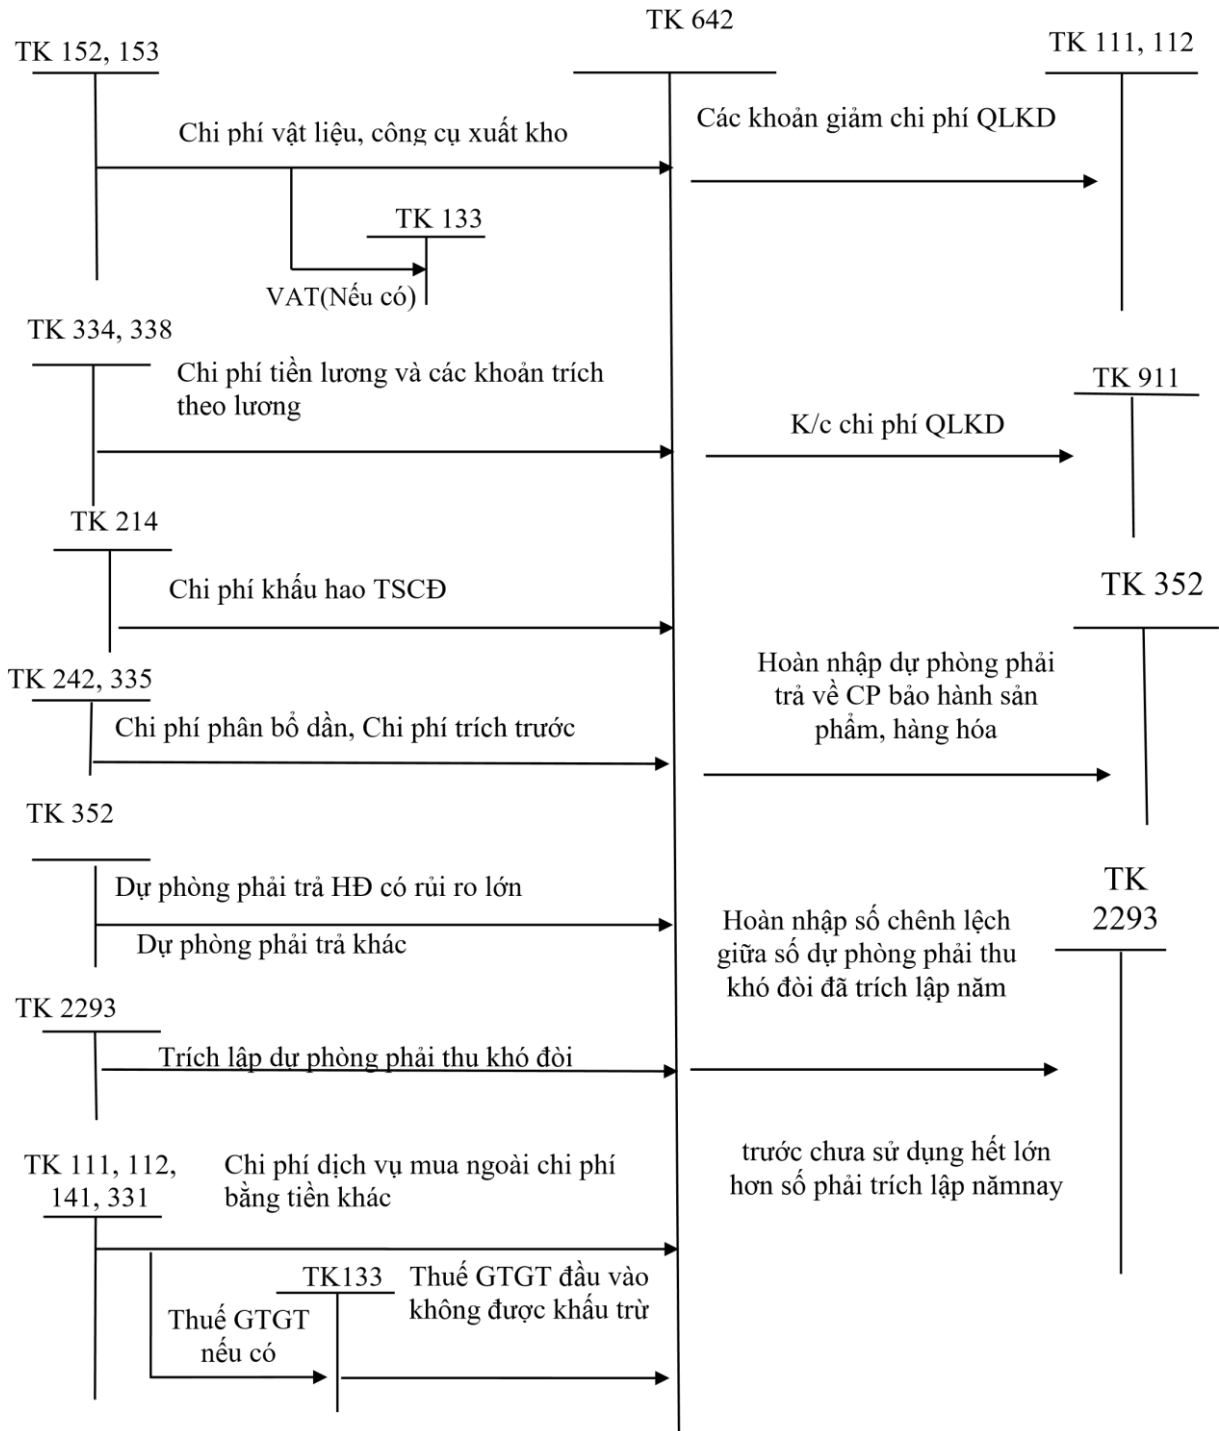 TK 642
TK 152, 153
TK 111, 112
Chi phí vật liệu, công cụ xuất kho
Các khoản giảm chi phí QLKD
TK 133
VAT(Nếu có)
TK 334, 338
Chi phí tiền lương và các khoản trích
theo lương
TK 911
K/c chi phí QLKD
TK 214
Chi phí khấu hao TSCĐ
TK 352
TK 242, 335
Chi phí phân bổ dần, Chi phí trích trước
Hoàn nhập dự phòng phải
trả về CP bảo hành sản
phẩm, hàng hóa
TK 352
Dự phòng phải trả HĐ có rủi ro lớn
Dự phòng phải trả khác
TK
2293
Hoàn nhập số chênh lệch
giữa số dự phòng phải thu
khó đòi đã trích lập năm
TK 2293
Trích lập dự phòng phải thu khó đòi
trước chưa sử dụng hết lớn
hơn số phải trích lập nămnay
TK 111, 112,
141, 331
Chi phí dịch vụ mua ngoài chi phí
bằng tiền khác
TK133
Thuế GTGT đầu vào
không được khấu trừ
Thuế GTGT
nếu có